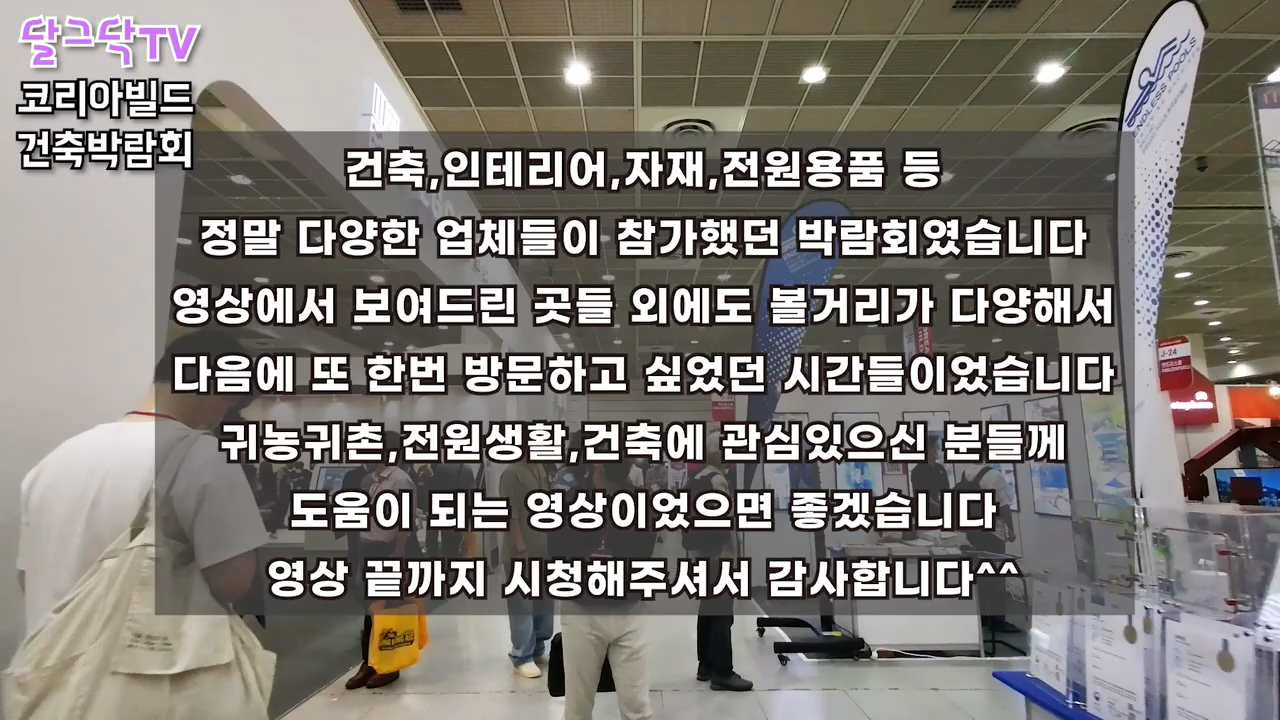 달그닥TV
코리아빌드
건축박람회
건축,인테리어,자재,전원용품 등
정말 다양한 업체들이 참가했던 박람회였습니다
영상에서 보여드린 곳들 외에도 볼거리가 다양해서
다음에 또 한번 방문하고 싶었던 시간들이었습니다
귀농귀촌,전원생활,건축에 관심있으신 분들께
도움이 되는 영상이었으면 좋겠습니다
영상 끝까지 시청해주셔서 감사합니다^^
ENDLESS POOLS
J-24